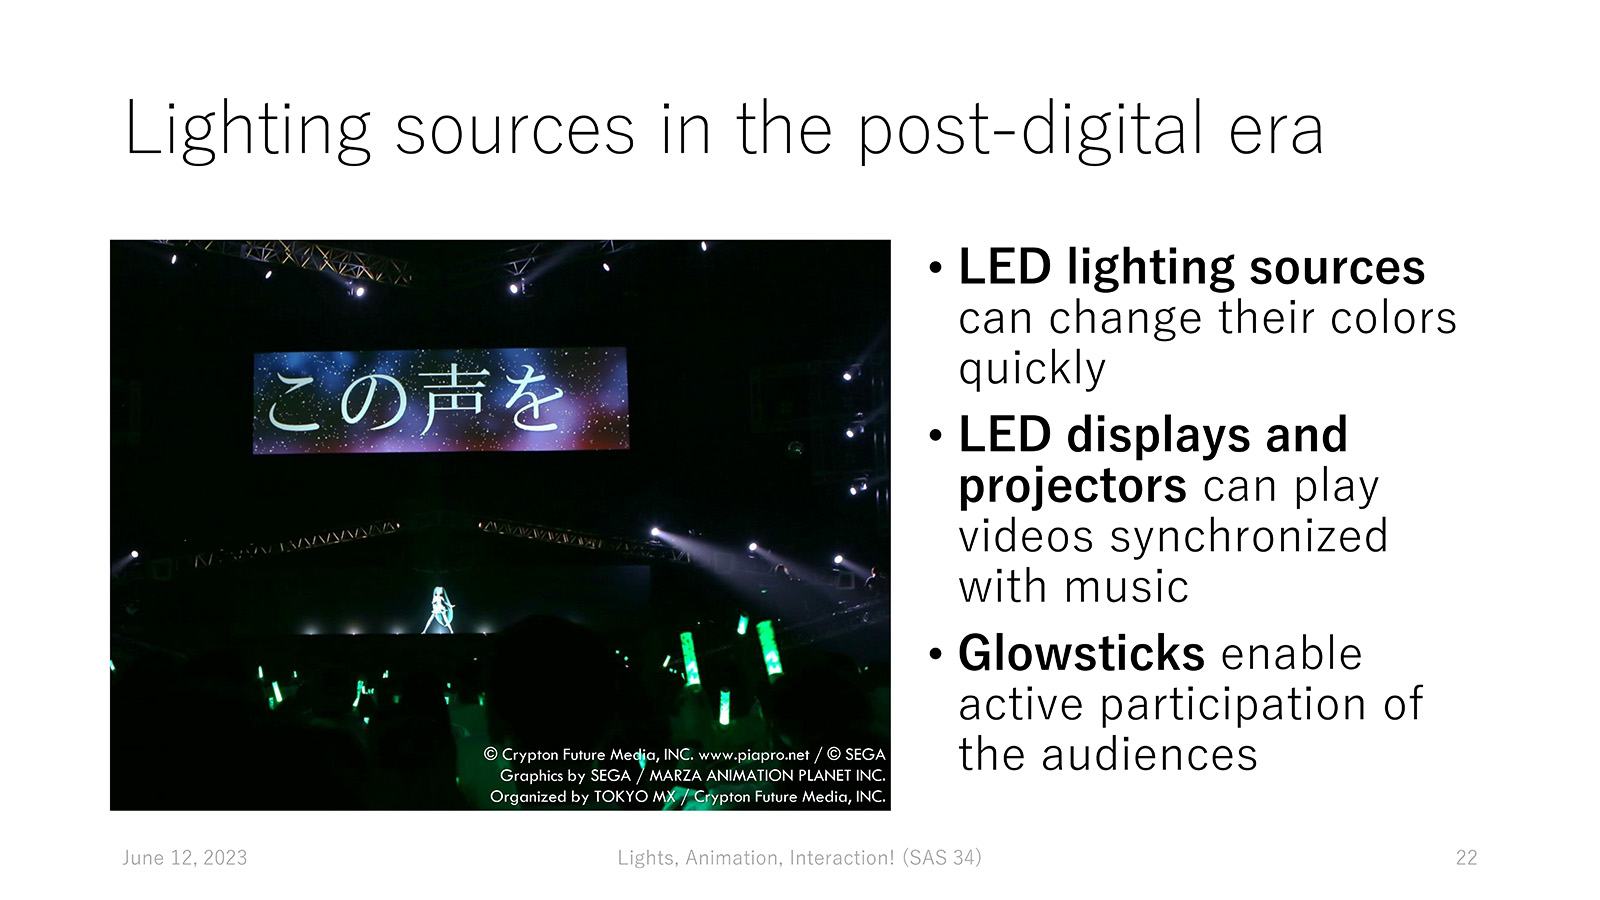 Lighting sources in the post-digital era
この声を
© Crypton Future Media, INC. www.piapro.net / © SEGA
Graphics by SEGA / MARZA ANIMATION PLANET INC.
Organized by TOKYO MX / Crypton Future Media, INC.
• LED lighting sources
can change their colors
quickly
• LED displays and
projectors can play
videos synchronized
with music
• Glowsticks enable
active participation of
the audiences
June 12, 2023
Lights, Animation, Interaction! (SAS 34)
22